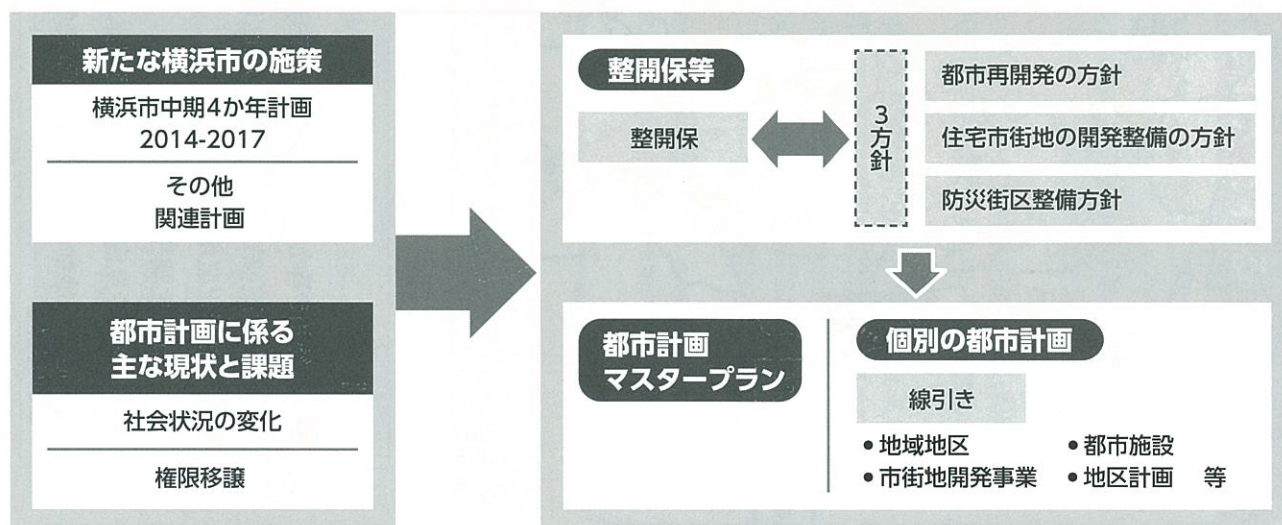 新たな横浜市の施策
横浜市中期4か年計画
2014-2017
その他
関連計画
都市計画に係る
主な現状と課題
社会状況の変化
権限移譲
整開保等
整開保
3方針
都市再開発の方針
住宅市街地の開発整備の方針
防災街区整備方針
都市計画
マスタープラン
個別の都市計画
線引き
•地域地区 •都市施設
•市街地開発事業 •地区計画 等